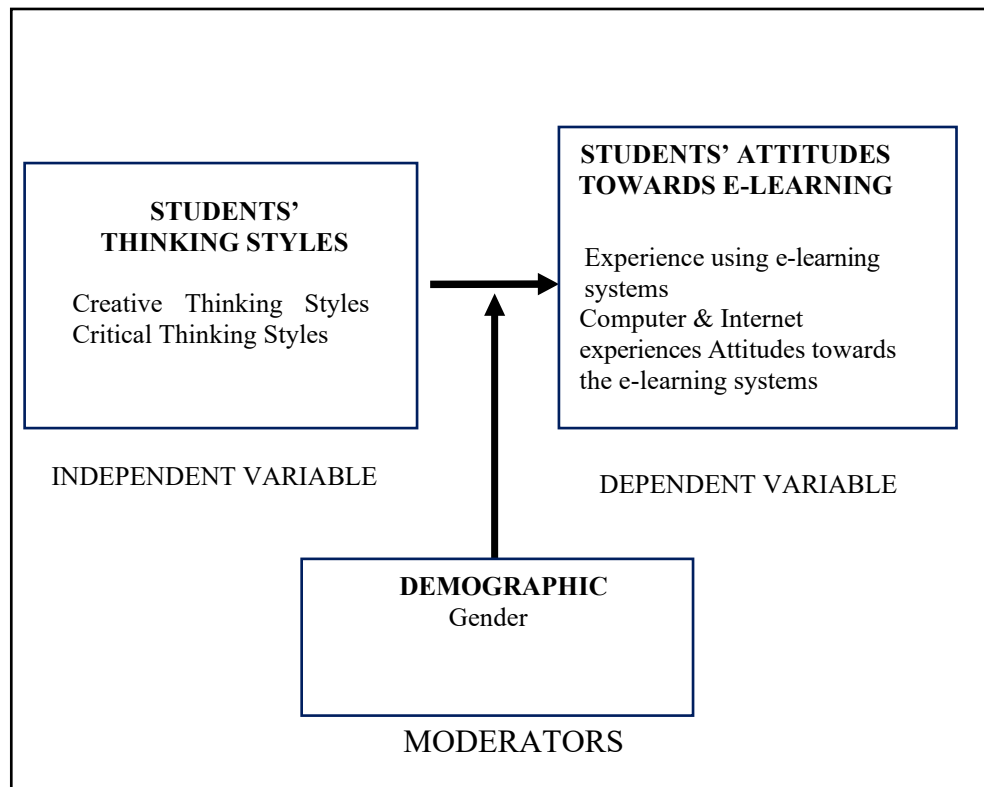 STUDENTS'
THINKING STYLES
Creative Thinking Styles
Critical Thinking Styles
INDEPENDENT VARIABLE
STUDENTS' ATTITUDES
TOWARDS E-LEARNING
Experience using e-learning
systems
Computer & Internet
experiences Attitudes towards
the e-learning systems
DEPENDENT VARIABLE
DEMOGRAPHIC
Gender
MODERATORS